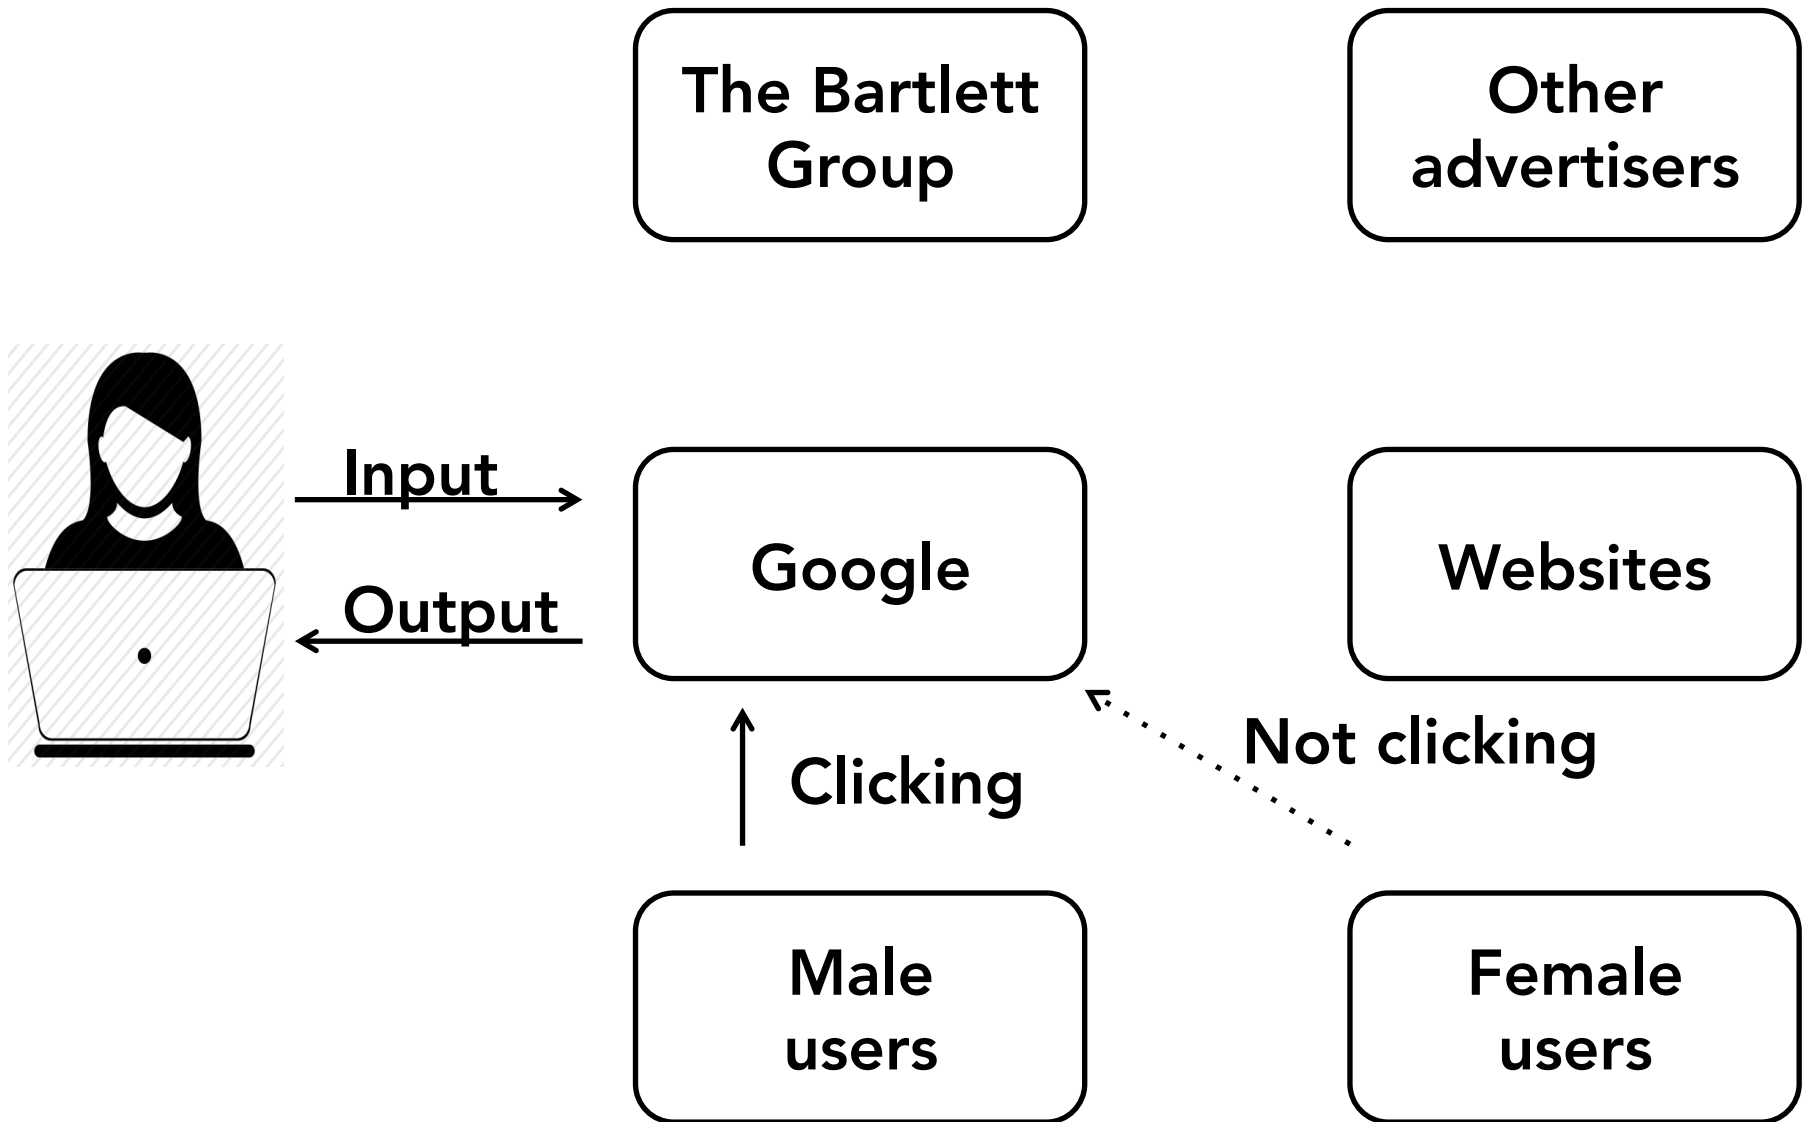 The Bartlett
Group
Other
advertisers
Input
Google
Websites
Output
Clicking
Not clicking
Male
users
Female
users